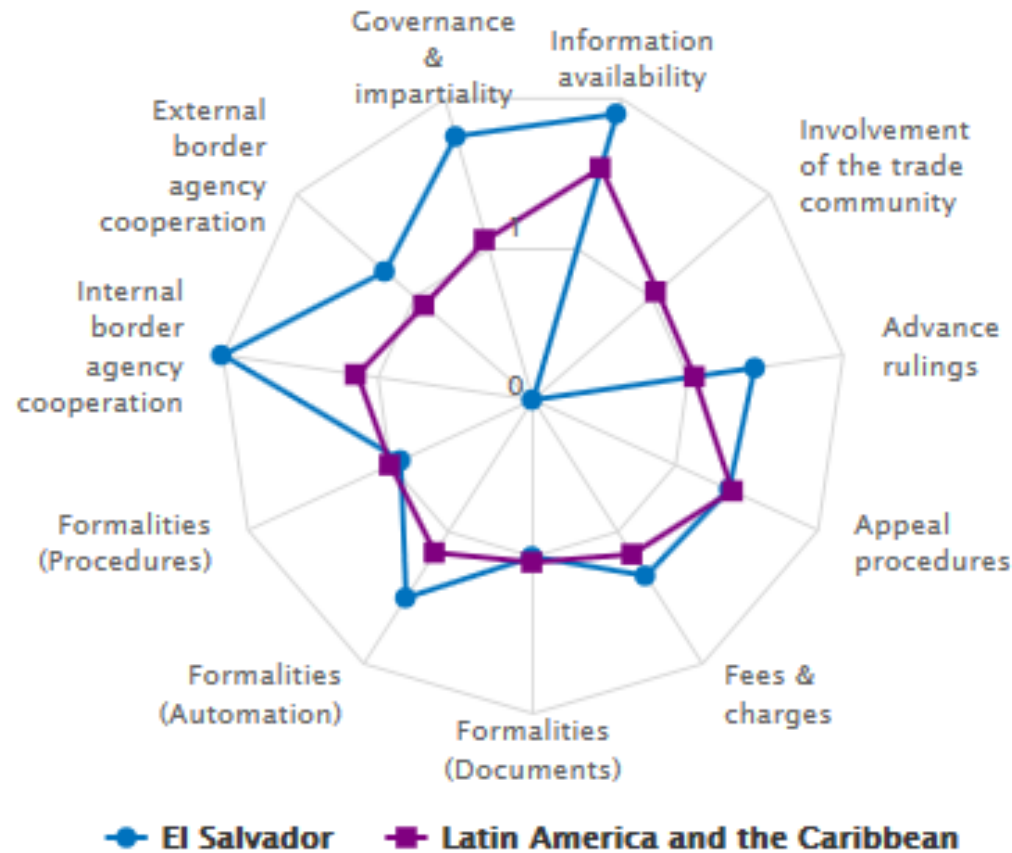 Governance
&
impartiality
Information
availability
Involvement
of the trade
community
Advance
rulings
Appeal
procedures
Fees &
charges
Formalities
(Documents)
Formalities
(Automation)
Formalities
(Procedures)
Internal
border
agency
cooperation
External
border
agency
cooperation
1
0
El Salvador
Latin America and the Caribbean